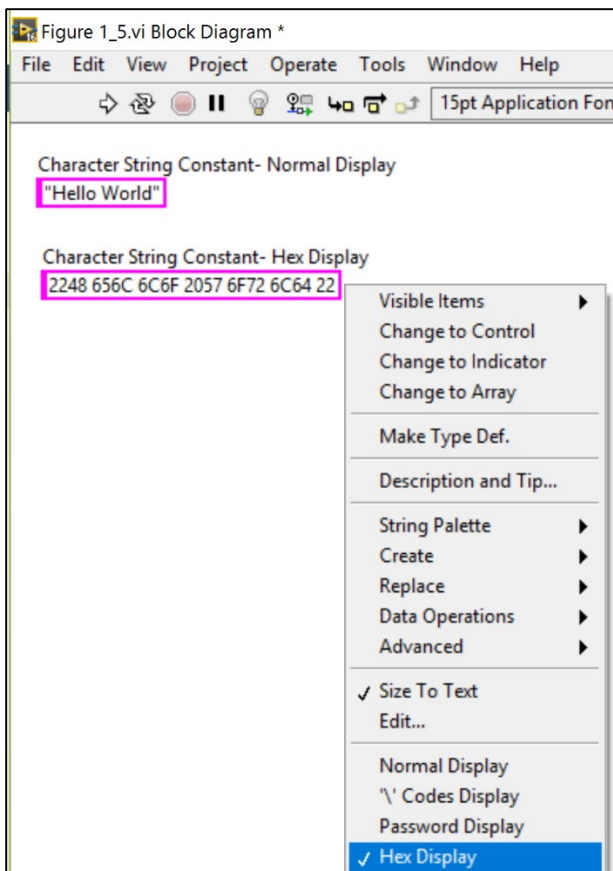 Figure 1_5.vi Block Diagram *
File Edit View Project Operate Tools Window Help
15pt Application Fon
Character String Constant- Normal Display
"Hello World"
Character String Constant- Hex Display
2248 656C 6C6F 2057 6F72 6C64 22
Visible Items
Change to Control
Change to Indicator
Change to Array
Make Type Def.
Description and Tip...
String Palette
Create
Replace
Data Operations
Advanced
Size To Text
Edit...
Normal Display
'\' Codes Display
Password Display
Hex Display